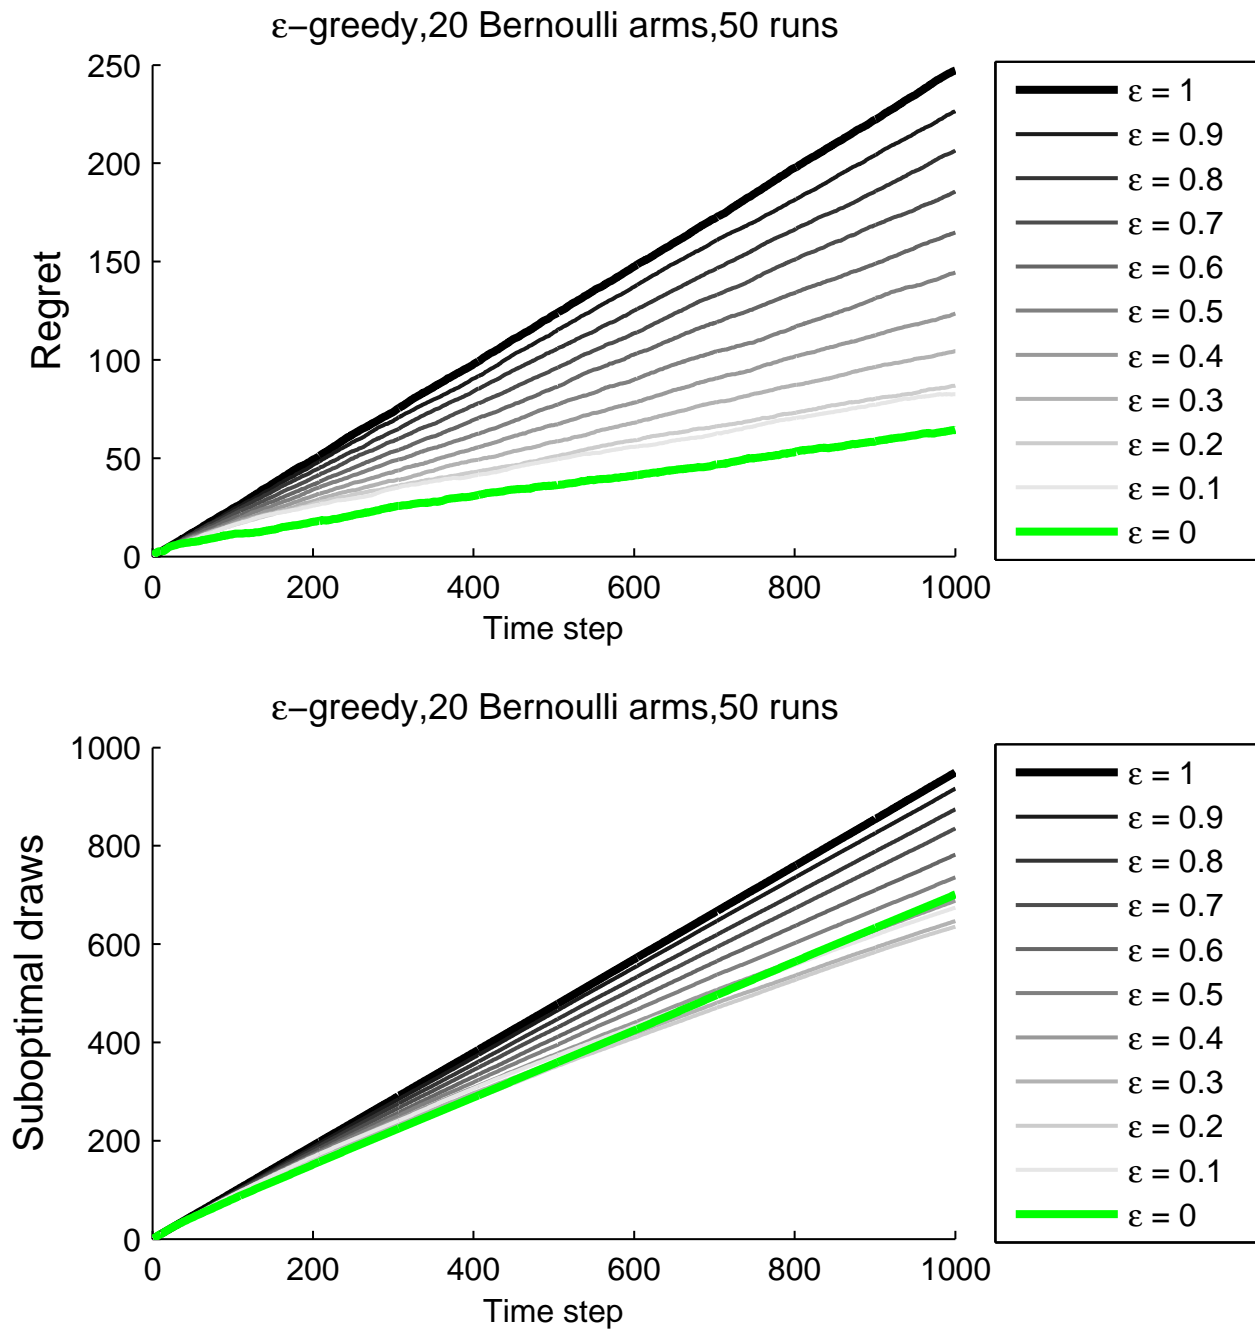 ε−greedy,20 Bernoulli arms,50 runs
250
200
150
100
50
0
Regret
0 200 400 600 800 1000
Time step
ε = 1
ε = 0.9
ε = 0.8
ε = 0.7
ε = 0.6
ε = 0.5
ε = 0.4
ε = 0.3
ε = 0.2
ε = 0.1
ε = 0
ε−greedy,20 Bernoulli arms,50 runs
1000
800
600
400
200
0
Suboptimal draws
0 200 400 600 800 1000
Time step
ε = 1
ε = 0.9
ε = 0.8
ε = 0.7
ε = 0.6
ε = 0.5
ε = 0.4
ε = 0.3
ε = 0.2
ε = 0.1
ε = 0